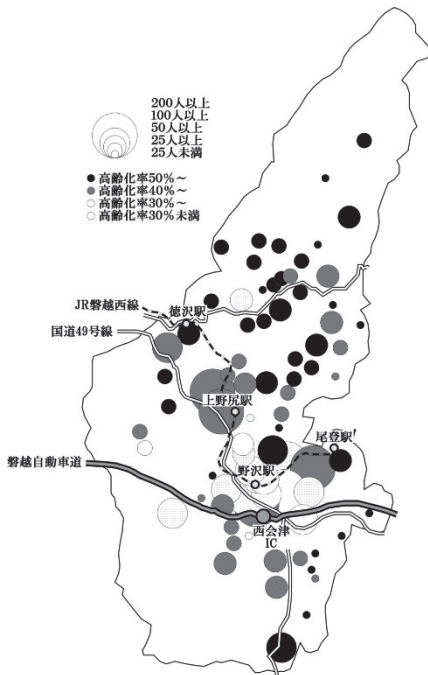 200人以上
100人以上
50人以上
25人以上
25人未満
高齢化率50%~
高齢化率40%~
高齢化率30%~
高齢化率30%未満
JR磐越西線
徳沢駅
国道49号線
上野尻駅
尾登駅
野沢駅
磐越自動車道
西会津
IC